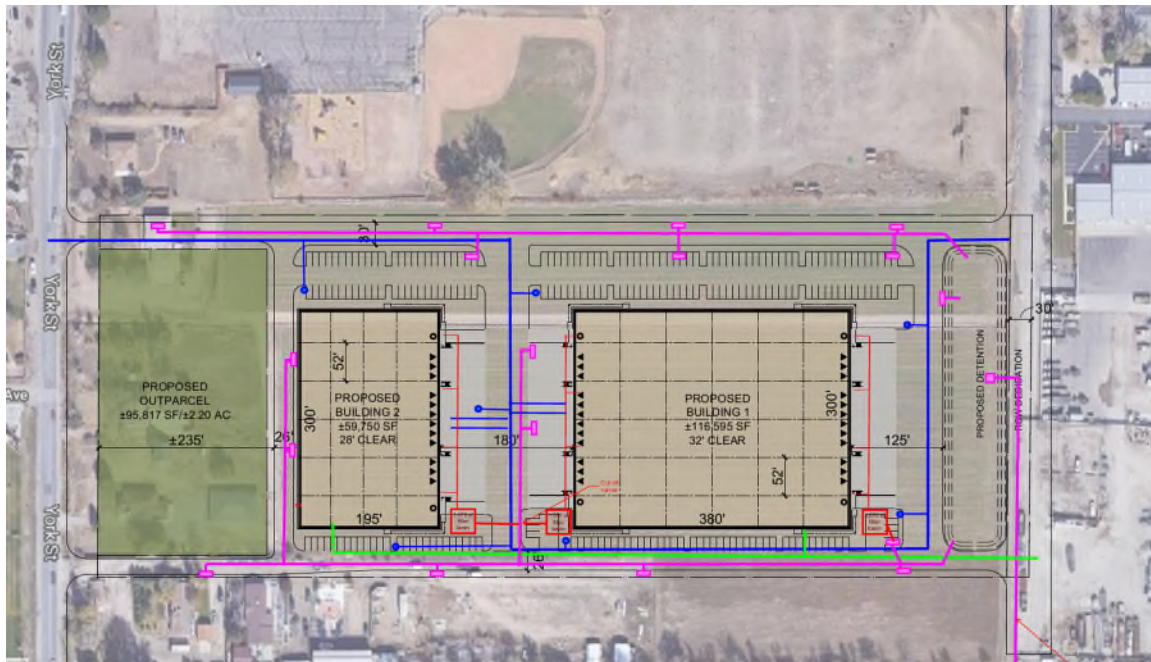 York St
30'
York St
Ave
York St
PROPOSED
OUTPARCEL
±95,817 SF/±2.20 AC
±235'
26'
300'
52'
PROPOSED
BUILDING 2
±59,750 SF
28' CLEAR
195'
180'
PROPOSED
BUILDING 1
±116,595 SF
32' CLEAR
300'
52'
380'
125'
26'
PROPOSED DETENTION
ROW DEDICATION
30'